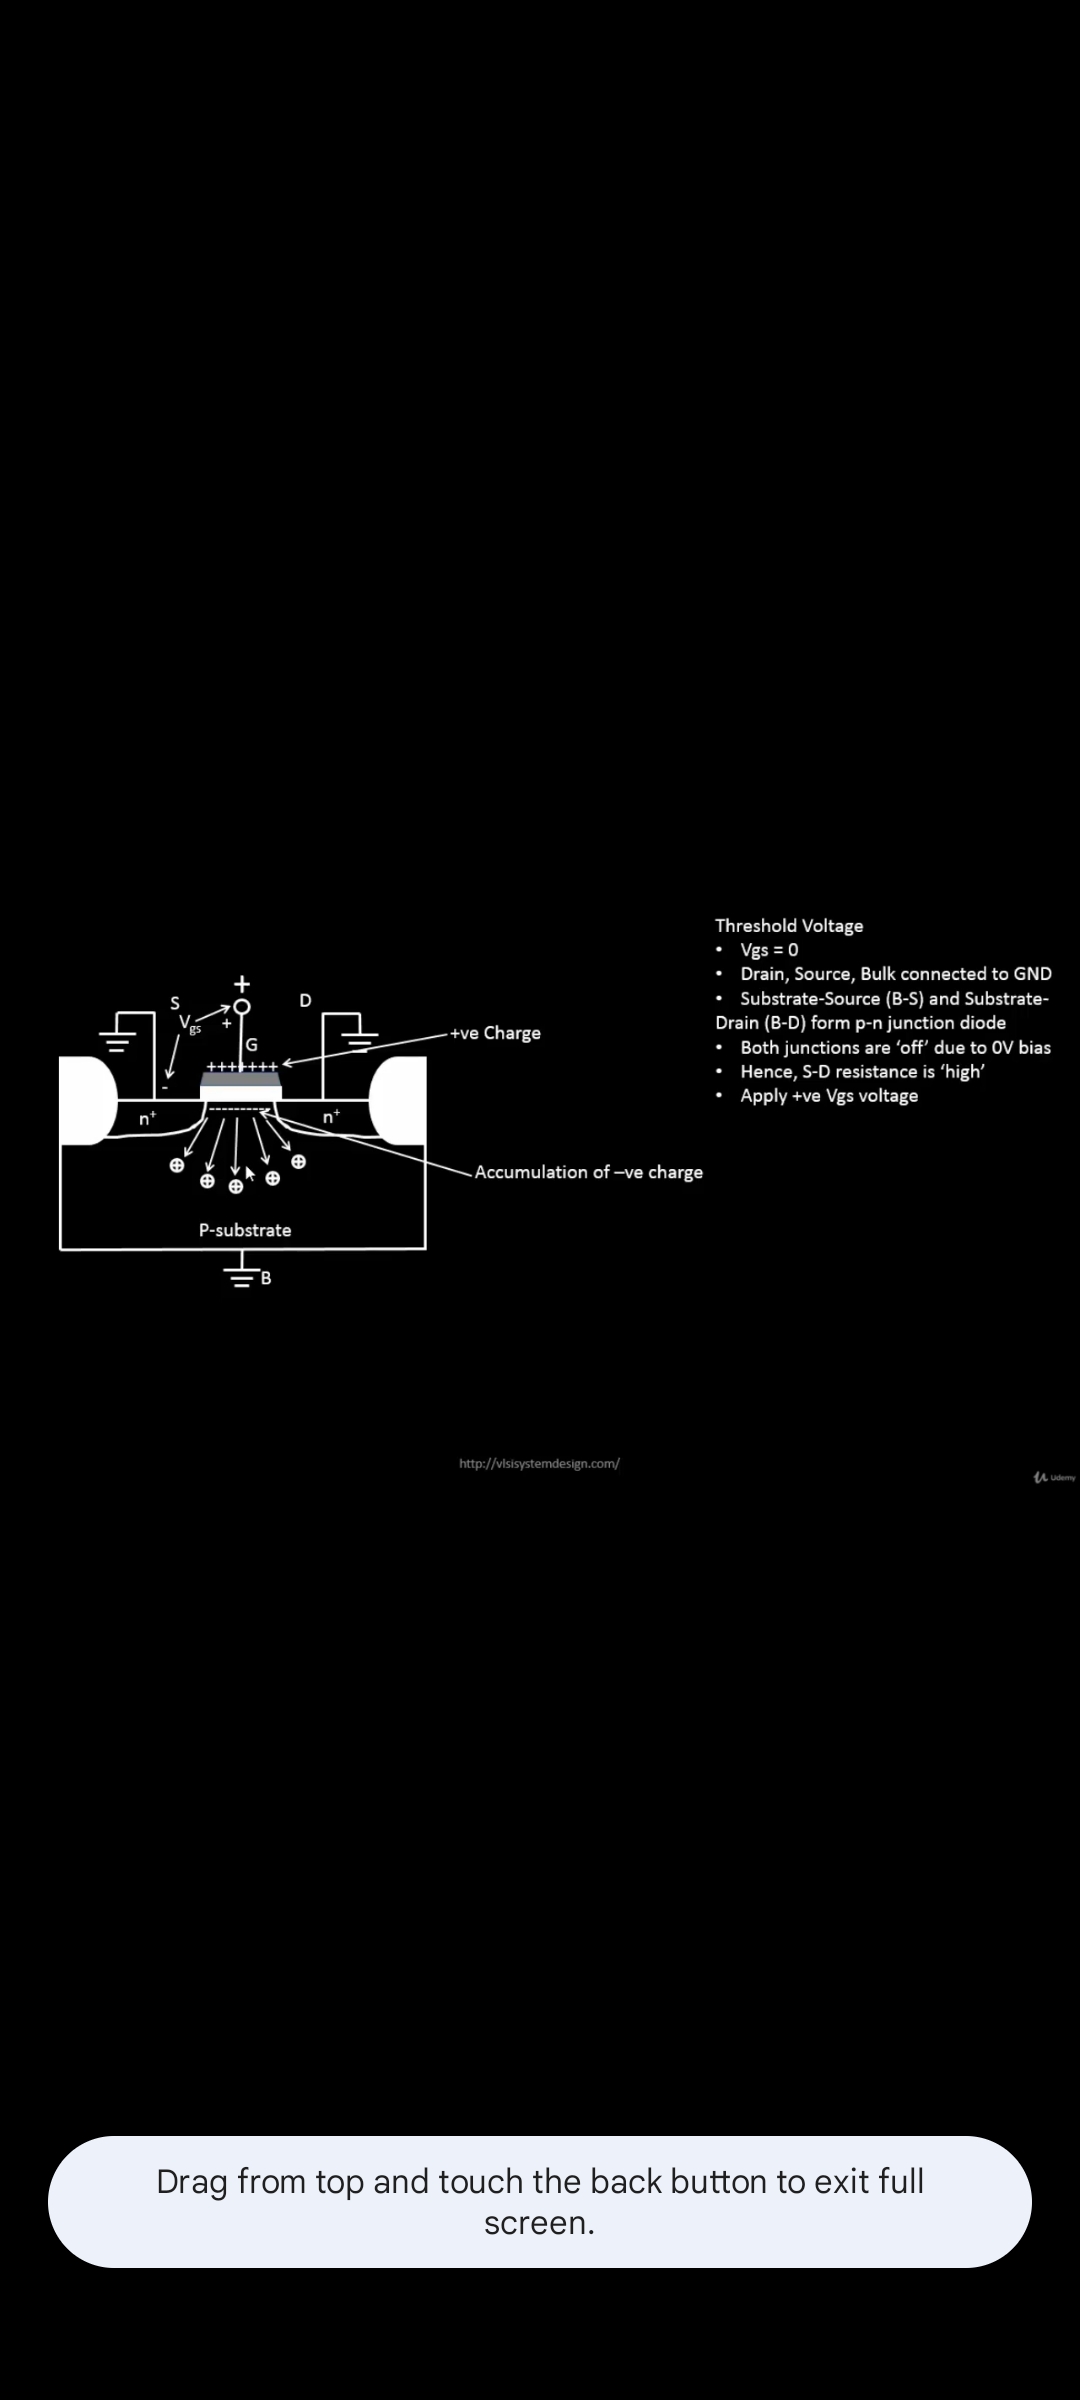 Threshold Voltage
• Vgs = 0
• Drain, Source, Bulk connected to GND
• Substrate-Source (B-S) and Substrate-
Drain (B-D) form p-n junction diode
• Both junctions are ‘off’ due to 0V bias
• Hence, S-D resistance is ‘high’
• Apply +ve Vgs voltage
+
S
D
Vgs
+
G
+ve Charge
+++++++
-
n+
n+
---------
Accumulation of –ve charge
P-substrate
B
http://vlsisystemdesign.com/
Udemy
Drag from top and touch the back button to exit full
screen.